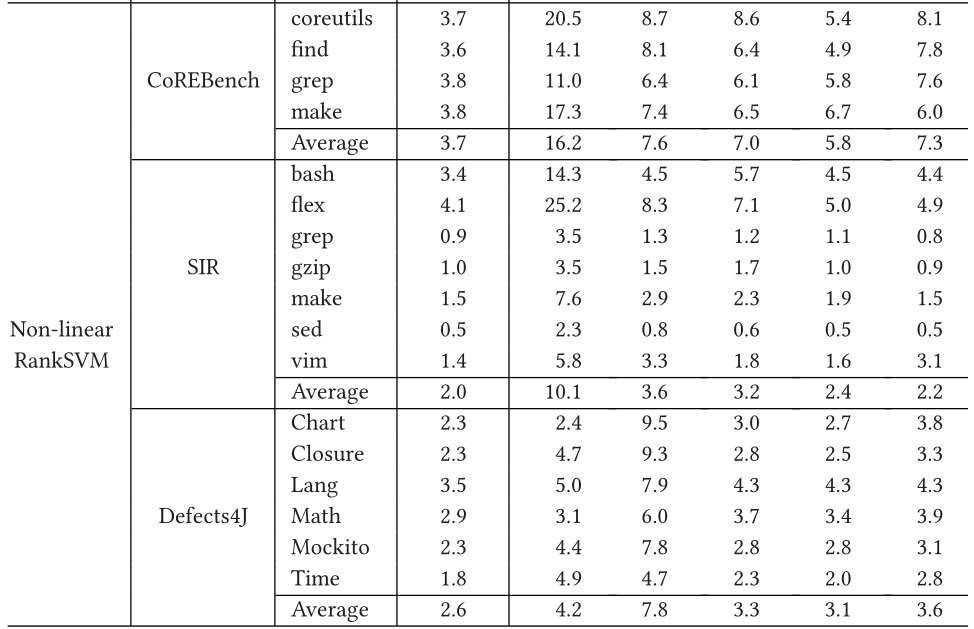 coreutils 3.7 20.5 8.7 8.6 5.4 8.1
find 3.6 14.1 8.1 6.4 4.9 7.8
CoREBench grep 3.8 11.0 6.4 6.1 5.8 7.6
make 3.8 17.3 7.4 6.5 6.7 6.0
Average 3.7 16.2 7.6 7.0 5.8 7.3
bash 3.4 14.3 4.5 5.7 4.5 4.4
flex 4.1 25.2 8.3 7.1 5.0 4.9
grep 0.9 3.5 1.3 1.2 1.1 0.8
SIR gzip 1.0 3.5 1.5 1.7 1.0 0.9
make 1.5 7.6 2.9 2.3 1.9 1.5
Non-linear sed 0.5 2.3 0.8 0.6 0.5 0.5
RankSVM vim 1.4 5.8 3.3 1.8 1.6 3.1
Average 2.0 10.1 3.6 3.2 2.4 2.2
Chart 2.3 2.4 9.5 3.0 2.7 3.8
Closure 2.3 4.7 9.3 2.8 2.5 3.3
Lang 3.5 5.0 7.9 4.3 4.3 4.3
Defects4J Math 2.9 3.1 6.0 3.7 3.4 3.9
Mockito 2.3 4.4 7.8 2.8 2.8 3.1
Time 1.8 4.9 4.7 2.3 2.0 2.8
Average 2.6 4.2 7.8 3.3 3.1 3.6